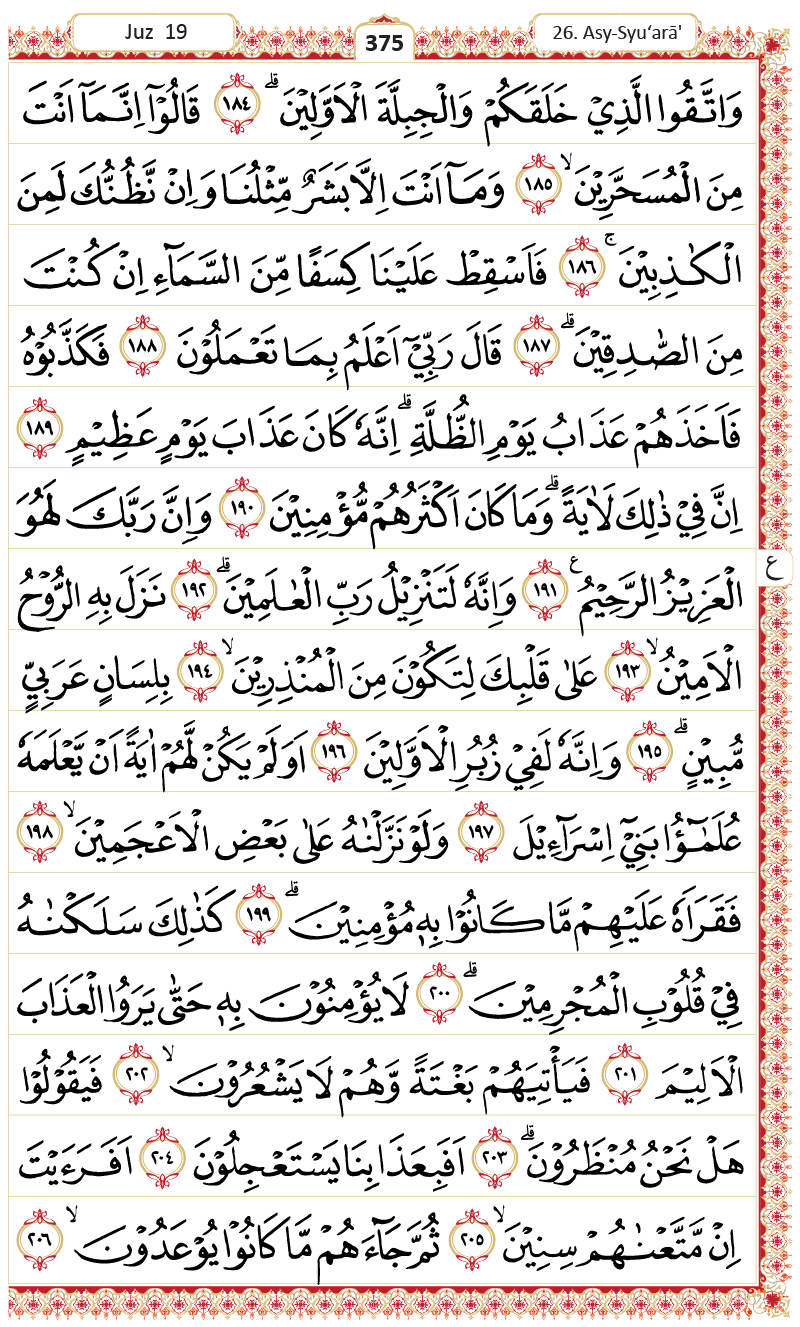 Juz 19
375
26. Asy-Syu‘arā'
وَاتَّقُوا الَّذِيْ خَلَقَكُمْ وَالْجِبِلَّةَ الْاَوَّلِيْنَ ۗ ١٨٤ قَالُوْٓا اِنَّمَآ اَنْتَ
مِنَ الْمُسَحَّرِيْنَ ۙ ١٨٥ وَمَآ اَنْتَ اِلَّا بَشَرٌ مِّثْلُنَا وَاِنْ نَّظُنُّكَ لَمِنَ
الْكٰذِبِيْنَ ۚ ١٨٦ فَاَسْقِطْ عَلَيْنَا كِسَفًا مِّنَ السَّمَاۤءِ اِنْ كُنْتَ
مِنَ الصّٰدِقِيْنَ ۗ ١٨٧ قَالَ رَبِّيْٓ اَعْلَمُ بِمَا تَعْمَلُوْنَ ١٨٨ فَكَذَّبُوْهُ
فَاَخَذَهُمْ عَذَابُ يَوْمِ الظُّلَّةِ ۗ اِنَّهٗ كَانَ عَذَابَ يَوْمٍ عَظِيْمٍ ١٨٩
اِنَّ فِيْ ذٰلِكَ لَاٰيَةً ۗ وَمَا كَانَ اَكْثَرُهُمْ مُّؤْمِنِيْنَ ١٩٠ وَاِنَّ رَبَّكَ لَهُوَ
الْعَزِيْزُ الرَّحِيْمُ ࣖ ١٩١ وَاِنَّهٗ لَتَنْزِيْلُ رَبِّ الْعٰلَمِيْنَ ۗ ١٩٢ نَزَلَ بِهِ الرُّوْحُ
ع
الْاَمِيْنُ ۙ ١٩٣ عَلٰى قَلْبِكَ لِتَكُوْنَ مِنَ الْمُنْذِرِيْنَ ۙ ١٩٤ بِلِسَانٍ عَرَبِيٍّ
مُّبِيْنٍ ۗ ١٩٥ وَاِنَّهٗ لَفِيْ زُبُرِ الْاَوَّلِيْنَ ١٩٦ اَوَلَمْ يَكُنْ لَّهُمْ اٰيَةً اَنْ يَّعْلَمَهٗ
عُلَمٰۤؤُا بَنِيْٓ اِسْرَاۤءِيْلَ ١٩٧ وَلَوْ نَزَّلْنٰهُ عَلٰى بَعْضِ الْاَعْجَمِيْنَ ۙ ١٩٨
فَقَرَاَهٗ عَلَيْهِمْ مَّا كَانُوْا بِهٖ مُؤْمِنِيْنَ ۗ ١٩٩ كَذٰلِكَ سَلَكْنٰهُ
فِيْ قُلُوْبِ الْمُجْرِمِيْنَ ۗ ٢٠٠ لَا يُؤْمِنُوْنَ بِهٖ حَتّٰى يَرَوُا الْعَذَابَ
الْاَلِيْمَ ٢٠١ فَيَأْتِيَهُمْ بَغْتَةً وَّهُمْ لَا يَشْعُرُوْنَ ۙ ٢٠٢ فَيَقُوْلُوْا
هَلْ نَحْنُ مُنْظَرُوْنَ ۗ ٢٠٣ اَفَبِعَذَابِنَا يَسْتَعْجِلُوْنَ ٢٠٤ اَفَرَءَيْتَ
اِنْ مَّتَّعْنٰهُمْ سِنِيْنَ ۙ ٢٠٥ ثُمَّ جَاۤءَهُمْ مَّا كَانُوْا يُوْعَدُوْنَ ۙ ٢٠٦